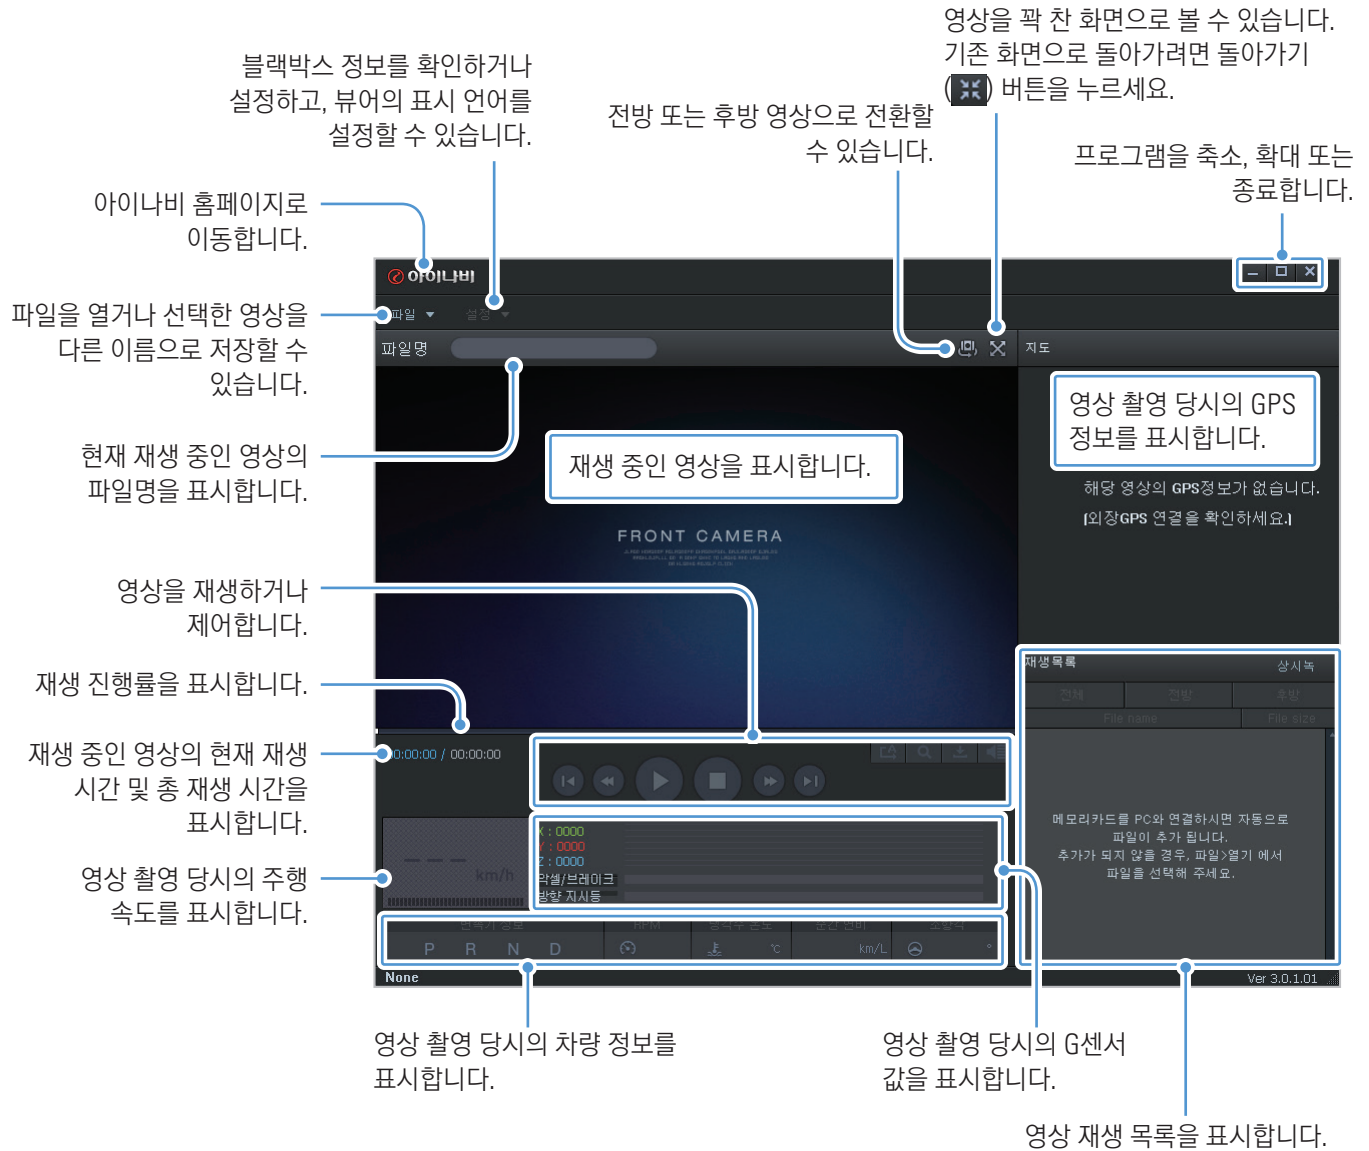 영상을 꽉 찬 화면으로 볼 수 있습니다.
기존 화면으로 돌아가려면 돌아가기
( ) 버튼을 누르세요.
블랙박스 정보를 확인하거나
설정하고, 뷰어의 표시 언어를
설정할 수 있습니다.
전방 또는 후방 영상으로 전환할
수 있습니다.
프로그램을 축소, 확대 또는
종료합니다.
아이나비 홈페이지로
이동합니다.
파일을 열거나 선택한 영상을
다른 이름으로 저장할 수
있습니다.
현재 재생 중인 영상의
파일명을 표시합니다.
영상을 재생하거나
제어합니다.
재생 진행률을 표시합니다.
재생 중인 영상의 현재 재생
시간 및 총 재생 시간을
표시합니다.
영상 촬영 당시의 주행
속도를 표시합니다.
아이나비
파일 설정
파일명
지도
재생 중인 영상을 표시합니다.
영상 촬영 당시의 GPS
정보를 표시합니다.
해당 영상의 GPS정보가 없습니다.
[외장GPS 연결을 확인하세요.]
FRONT CAMERA
재생목록 상시녹
전체 전방 후방
File name File size
00:00:00 / 00:00:00
메모리카드를 PC와 연결하시면 자동으로
파일이 추가 됩니다.
추가가 되지 않을 경우, 파일>열기 에서
파일을 선택해 주세요.
X : 0000
Y : 0000
Z : 0000
악셀/브레이크
방향 지시등
km/h
변속기 정보 RPM 냉각수 온도 순간 연비 조향각
P R N D ℃ km/L °
None Ver 3.0.1.01
영상 촬영 당시의 차량 정보를
표시합니다.
영상 촬영 당시의 G센서
값을 표시합니다.
영상 재생 목록을 표시합니다.